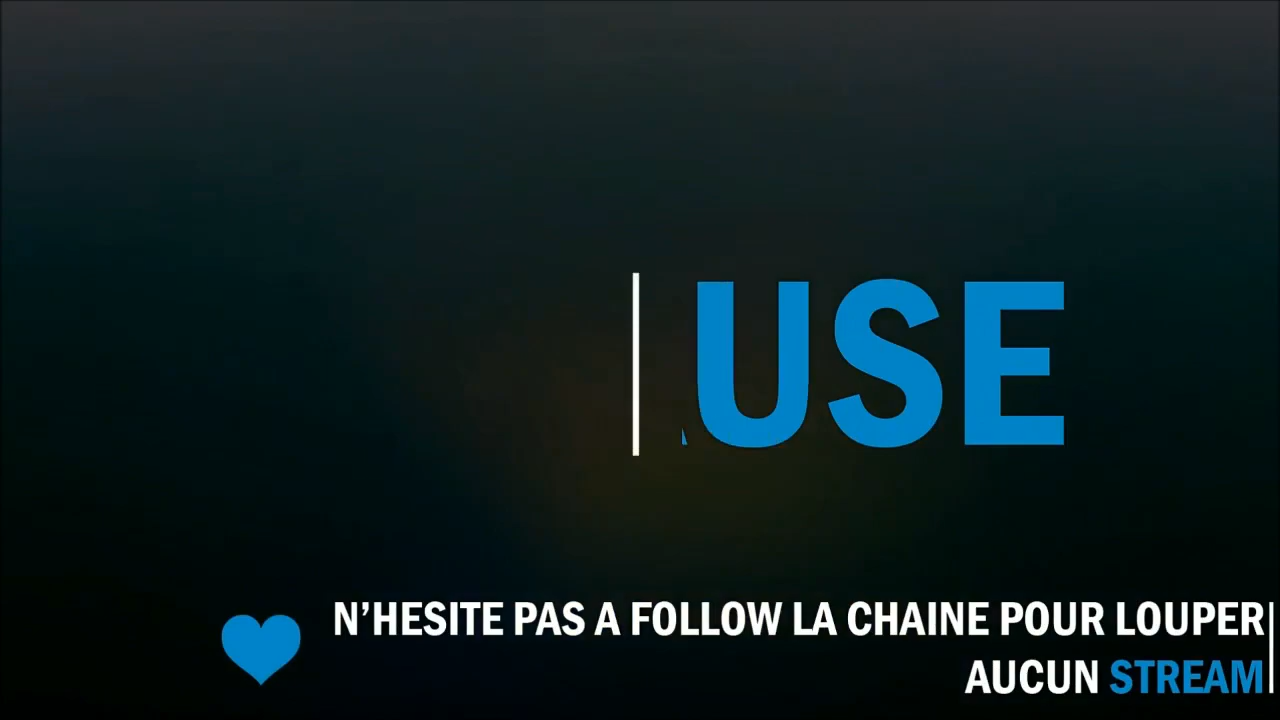 USE
N’HESITE PAS A FOLLOW LA CHAINE POUR LOUPER
AUCUN STREAM